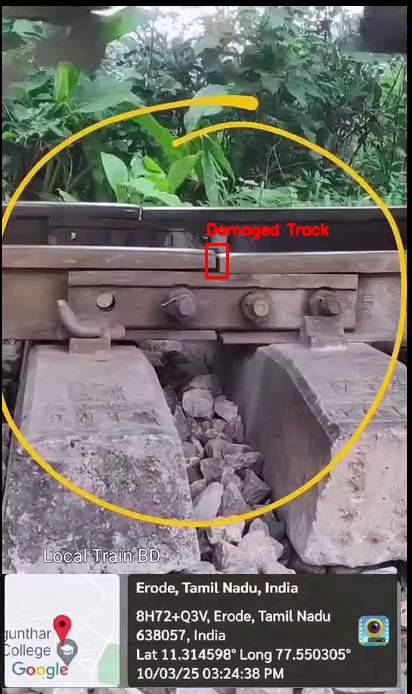 Damaged Track
Local Train BD
gunthar
College
Google
Erode, Tamil Nadu, India
8H72+Q3V, Erode, Tamil Nadu
638057, India
Lat 11.314598° Long 77.550305°
10/03/25 03:24:38 PM